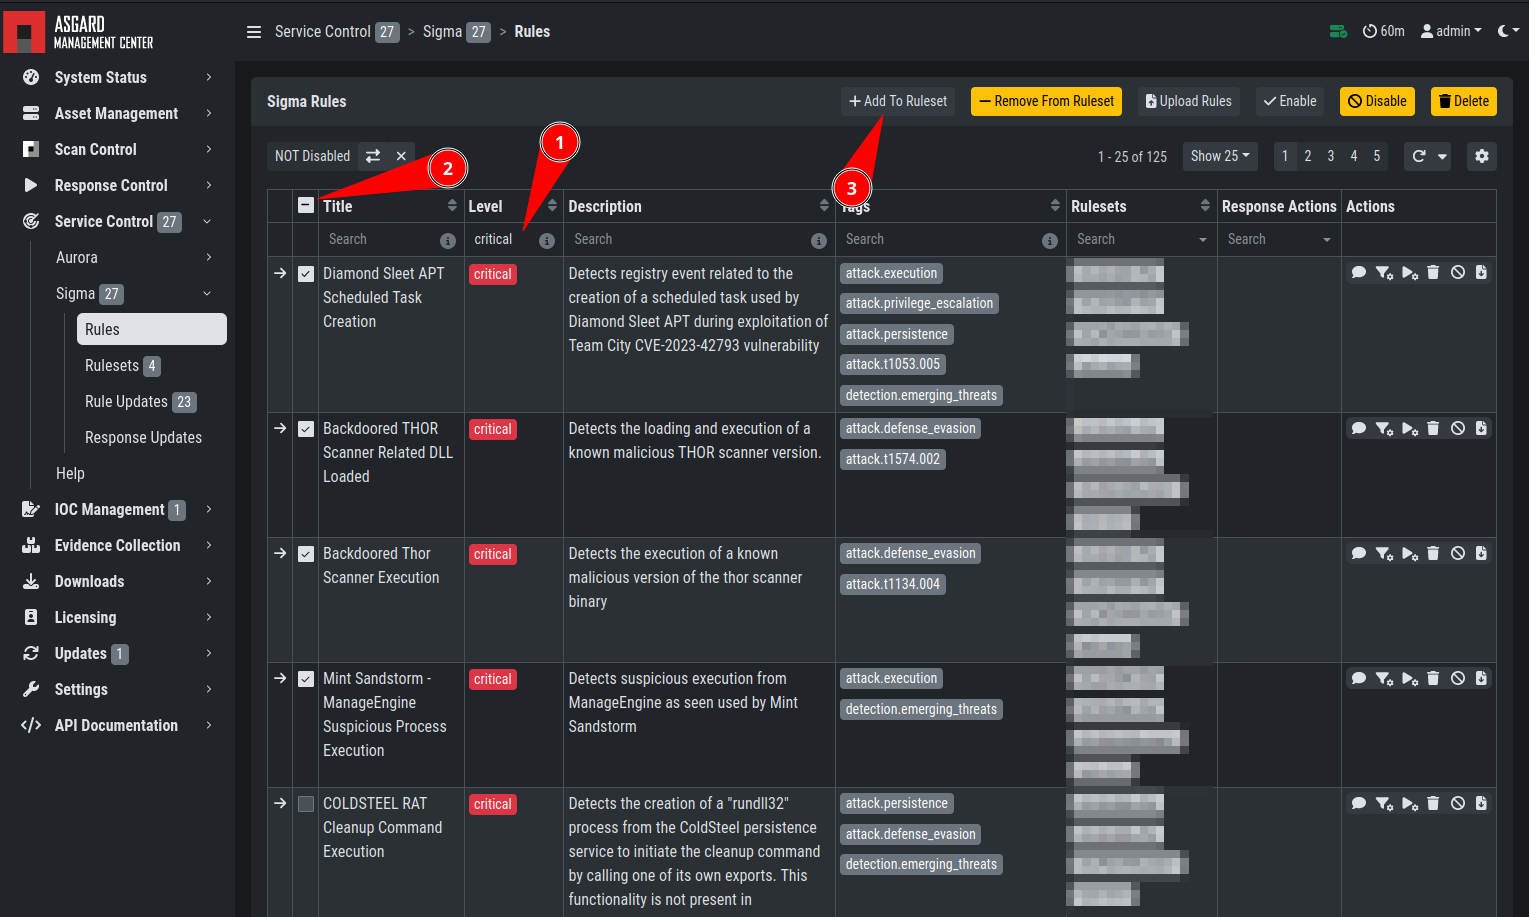 ASGARD
MANAGEMENT CENTER
Service Control 27 > Sigma 27 > Rules
60m
admin
System Status
Asset Management
Scan Control
Response Control
Service Control 27
Aurora
Sigma 27
Rules
Rulesets 4
Rule Updates 23
Response Updates
Help
IOC Management 1
Evidence Collection
Downloads
Licensing
Updates 1
Settings
API Documentation
Sigma Rules
Add To Ruleset
Remove From Ruleset
Upload Rules
Enable
Disable
Delete
1
2
3
NOT Disabled
1 - 25 of 125
Show 25
1 2 3 4 5
Title Level Description Tags Rulesets Response Actions Actions
Search critical Search Search Search Search
Diamond Sleet APT
Scheduled Task
Creation
critical
Detects registry event related to the
creation of a scheduled task used by
Diamond Sleet APT during exploitation of
Team City CVE-2023-42793 vulnerability
attack.execution
attack.privilege_escalation
attack.persistence
attack.t1053.005
detection.emerging_threats
Backdoored THOR
Scanner Related DLL
Loaded
critical
Detects the loading and execution of a
known malicious THOR scanner version.
attack.defense_evasion
attack.t1574.002
Backdoored Thor
Scanner Execution
critical
Detects the execution of a known
malicious version of the thor scanner
binary
attack.defense_evasion
attack.t1134.004
Mint Sandstorm -
ManageEngine
Suspicious Process
Execution
critical
Detects suspicious execution from
ManageEngine as seen used by Mint
Sandstorm
attack.execution
detection.emerging_threats
COLDSTEEL RAT
Cleanup Command
Execution
critical
Detects the creation of a "rundll32"
process from the ColdSteel persistence
service to initiate the cleanup command
by calling one of its own exports. This
functionality is not present in
attack.persistence
attack.defense_evasion
detection.emerging_threats